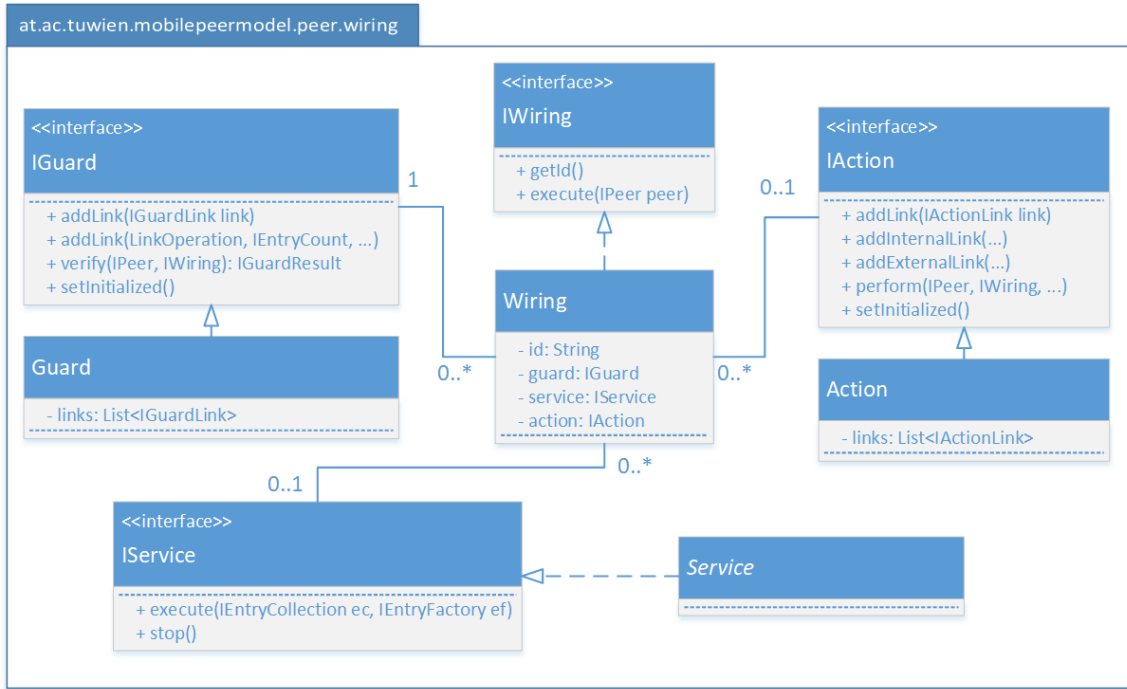 at.ac.tuwien.mobilepeermodel.peer.wiring
<<interface>>
IGuard
+ addLink(IGuardLink link)
+ addLink(LinkOperation, IEntryCount, ...)
+ verify(IPeer, IWiring): IGuardResult
+ setInitialized()
1
0..*
Guard
- links: List<IGuardLink>
<<interface>>
IWiring
+ getId()
+ execute(IPeer peer)
Wiring
- id: String
- guard: IGuard
- service: IService
- action: IAction
0..1
0..*
<<interface>>
IAction
+ addLink(IActionLink link)
+ addInternalLink(...)
+ addExternalLink(...)
+ perform(IPeer, IWiring, ...)
+ setInitialized()
Action
- links: List<IActionLink>
0..*
0..1
<<interface>>
IService
+ execute(IEntryCollection ec, IEntryFactory ef)
+ stop()
Service